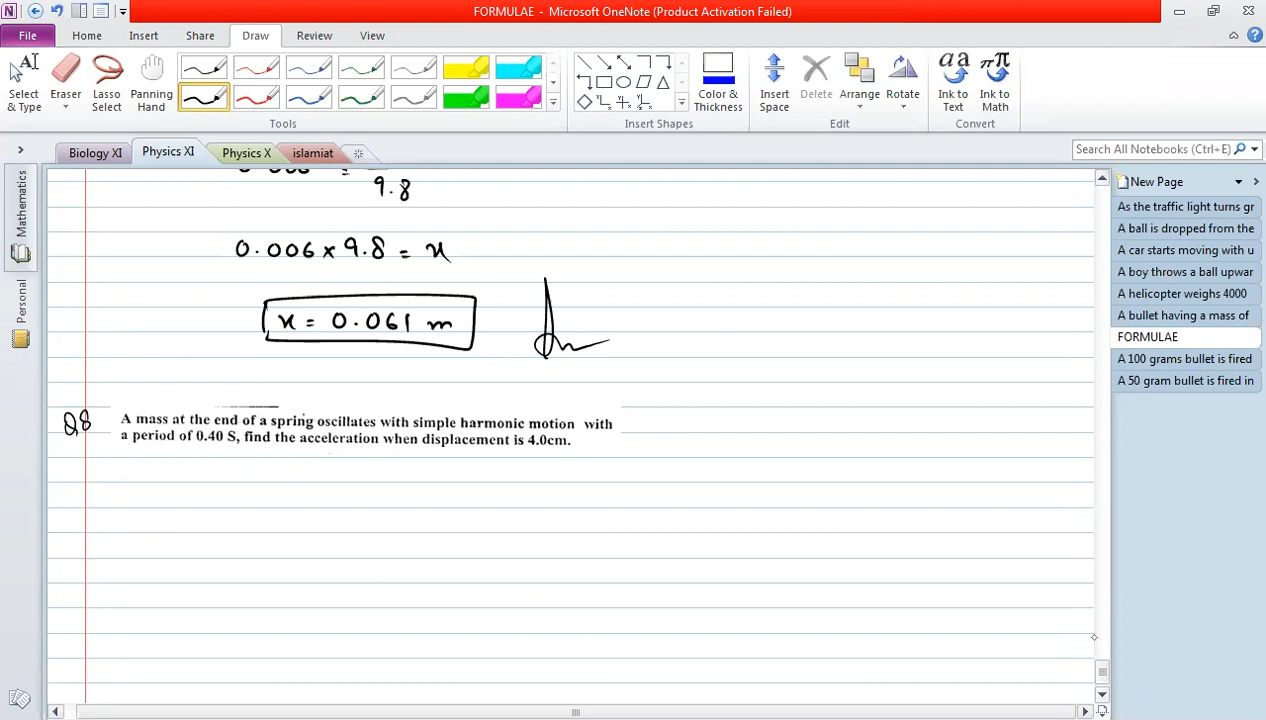 FORMULAE - Microsoft OneNote (Product Activation Failed)
File Home Insert Share Draw Review View
Select & Type
Eraser
Lasso Select
Panning Hand
Color & Thickness
Insert Space
Delete
Arrange
Rotate
Ink to Text
Ink to Math
Tools
Insert Shapes
Edit
Convert
Biology XI Physics XI Physics X islamiat
Search All Notebooks (Ctrl+E)
Mathematics
Personal
New Page
As the traffic light turns gr
A ball is dropped from the
A car starts moving with u
A boy throws a ball upwar
A helicopter weighs 4000
A bullet having a mass of
FORMULAE
A 100 grams bullet is fired
A 50 gram bullet is fired in
9.8
0.006 × 9.8 = x
x = 0.061 m
Q8
A mass at the end of a spring oscillates with simple harmonic motion with
a period of 0.40 S, find the acceleration when displacement is 4.0cm.